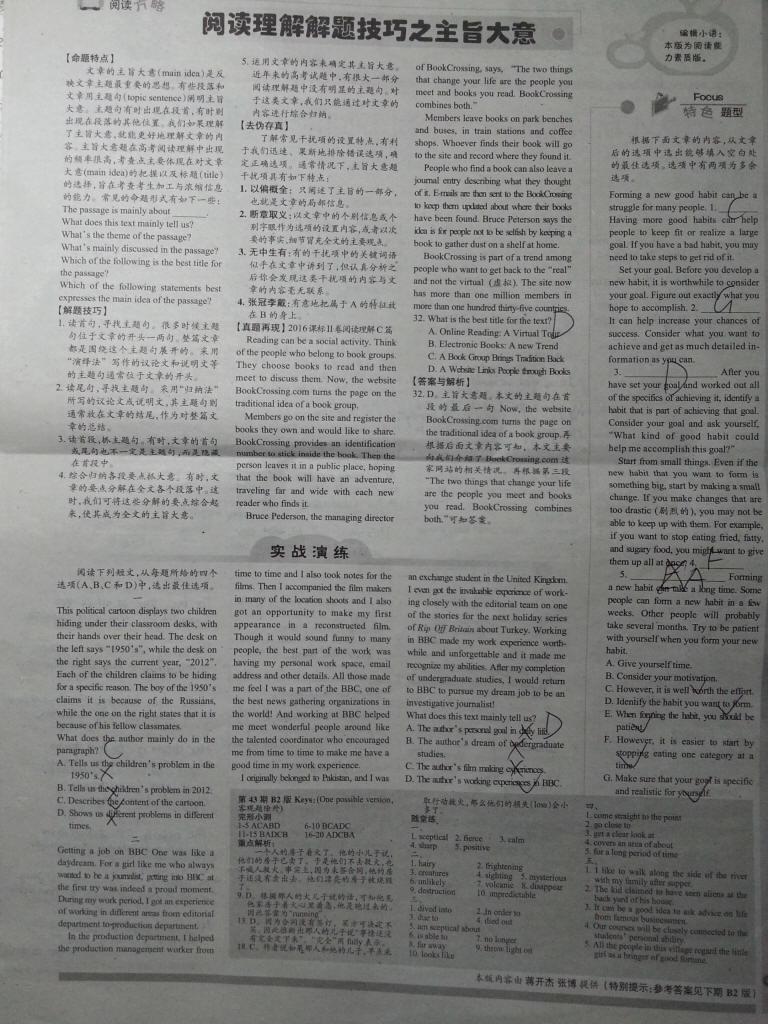 阅读方略
阅读理解解题技巧之主旨大意
编辑小语:
本版为阅读能
力素质版。
【命题特点】
文章的主旨大意(main idea)是反
映文章主题最重要的思想。有些段落和
文章用主题句(topic sentence)阐明主旨
大意。主题句有时出现在段首,有时则
出现在段落的其他位置。我们如果理解
了主旨大意,就能更好地理解文章的内
容。主旨大意题在高考阅读理解中出现
的频率很高,考查点主要体现在对文章
大意(main idea)的把握以及标题(title)
的选择,旨在考查考生加工与浓缩信息
的能力。常见的命题形式有如下一些:
The passage is mainly about ______.
What does this text mainly tell us?
What's the theme of the passage?
What's mainly discussed in the passage?
Which of the following is the best title for
the passage?
Which of the following statements best
expresses the main idea of the passage?
【解题技巧】
1. 读首句,寻找主题句。很多时候主题
句位于文章的开头一两句。整篇文章
都是围绕这个主题句展开的。采用
“演绎法” 写作的议论文和说明文等
的主题句通常位于文章的开头。
2. 读尾句,寻找主题句。采用“归纳法”
所写的议论文或说明文,其主题句则
通常放在文章的结尾,作为对整篇文
章的总结。
3. 读首段,抓主题句。有时,文章的首句
或尾句也不一定是主题句,而是隐藏
在首段中。
4. 综合归纳各段要点抓大意。有时,文
章的要点分解在全文各个段落中。这
时,我们可将这些分解的要点综合起
来,使其成为全文的主旨大意。
5. 运用文章的内容来确定其主旨大意。
近年来的高考试题中,有很大一部分
阅读理解题中没有明显的主题句。对
于这类文章,我们只能通过对文章的
内容进行综合归纳。
【去伪存真】
了解常见干扰项的设置特点,有利
于我们迅速、果断地排除错误选项,确
定正确选项。通常情况下,主旨大意题
干扰项具有如下特点:
1. 以偏概全: 只阐述了主旨的一部分,
也就是文章的局部信息。
2. 断章取义: 以文章中的个别信息或个
别字眼作为选项的设置内容,或者以次
要的事实、细节冒充全文的主要观点。
3. 无中生有: 有的干扰项中的关键词语
似乎在文章中讲到了,但认真分析之
后你会发现这类干扰项的内容与文
章的内容毫无联系。
4. 张冠李戴: 有意地把属于 A 的特征放
在 B 的身上。
【真题再现】2016课标II卷阅读理解C篇
Reading can be a social activity. Think
of the people who belong to book groups.
They choose books to read and then
meet to discuss them. Now, the website
BookCrossing.com turns the page on the
traditional idea of a book group.
Members go on the site and register the
books they own and would like to share.
BookCrossing provides an identification
number to stick inside the book. Then the
person leaves it in a public place, hoping
that the book will have an adventure,
traveling far and wide with each new
reader who finds it.
Bruce Pederson, the managing director
of BookCrossing, says, “The two things
that change your life are the people you
meet and books you read. BookCrossing
combines both.”
Members leave books on park benches
and buses, in train stations and coffee
shops. Whoever finds their book will go
to the site and record where they found it.
People who find a book can also leave a
journal entry describing what they thought
of it. E-mails are then sent to the BookCrossing
to keep them updated about where their books
have been found. Bruce Peterson says the
idea is for people not to be selfish by keeping a
book to gather dust on a shelf at home.
BookCrossing is part of a trend among
people who want to get back to the “real”
and not the virtual (虚拟). The site now
has more than one million members in
more than one hundred thirty-five countries.
32. What is the best title for the text? D
A. Online Reading: A Virtual Tour
B. Electronic Books: A new Trend
C. A Book Group Brings Tradition Back
D. A Website Links People through Books
【答案与解析】
32. D。主旨大意题。本文的主题句在首
段的最后一句 Now, the website
BookCrossing.com turns the page on
the traditional idea of a book group.再
根据后面文章内容可知, 本文主要
向我们介绍了 BookCrossing.com 这
家网站的相关情况。再根据第三段
“The two things that change your life
are the people you meet and books
you read. BookCrossing combines
both.”可知答案。
Focus
特色 题型
根据下面文章的内容,从文章
后的选项中选出能够填入空白处
的最佳选项。选项中有两项为多余
选项。
Forming a new good habit can be a
struggle for many people. 1. C
Having more good habits can help
people to keep fit or realize a large
goal. If you have a bad habit, you may
need to take steps to get rid of it.
Set your goal. Before you develop a
new habit, it is worthwhile to consider
your goal. Figure out exactly what you
hope to accomplish. 2. G
It can help increase your chances of
success. Consider what you want to
achieve and get as much detailed in-
formation as you can.
3. D After you
have set your goal and worked out all
of the specifics of achieving it, identify a
habit that is part of achieving that goal.
Consider your goal and ask yourself,
“What kind of good habit could
help me accomplish this goal?”
Start from small things. Even if the
new habit that you want to form is
something big, start by making a small
change. If you make changes that are
too drastic (剧烈的), you may not be
able to keep up with them. For example,
if you want to stop eating fried, fatty,
and sugary food, you might want to give
them up all at once. 4. F
5. A Forming
a new habit can take a long time. Some
people can form a new habit in a few
weeks. Other people will probably
take several months. Try to be patient
with yourself when you form your new
habit.
A. Give yourself time.
B. Consider your motivation.
C. However, it is well worth the effort.
D. Identify the habit you want to form.
E. When forming the habit, you should be
patient.
F. However, it is easier to start by
stopping eating one category at a
time.
G. Make sure that your goal is specific
and realistic for yourself.
实战演练
阅读下列短文,从每题所给的四个
选项(A、B、C 和 D)中,选出最佳选项。
一
This political cartoon displays two children
hiding under their classroom desks, with
their hands over their head. The desk on
the left says “1950's”, while the desk on
the right says the current year, “2012”.
Each of the children claims to be hiding
for a specific reason. The boy of the 1950's
claims it is because of the Russians,
while the one on the right states that it is
because of his fellow classmates.
What does the author mainly do in the
paragraph? C
A. Tells us the children's problem in the
1950's.
B. Tells us the children's problem in 2012.
C. Describes the content of the cartoon.
D. Shows us different problems in different
times.
二
Getting a job on BBC One was like a
daydream. For a girl like me who always
wanted to be a journalist, getting into BBC at
the first try was indeed a proud moment.
During my work period, I got an experience
of working in different areas from editorial
department to production department.
In the production department, I helped
the production management worker from
time to time and I also took notes for the
films. Then I accompanied the film makers
in many of the location shoots and I also
got an opportunity to make my first
appearance in a reconstructed film.
Though it would sound funny to many
people, the best part of the work was
having my personal work space, email
address and other details. All those made
me feel I was a part of the BBC, one of
the best news gathering organizations in
the world! And working at BBC helped
me meet wonderful people around like
the talented coordinator who encouraged
me from time to time to make me have a
good time in my work experience.
I originally belonged to Pakistan, and I was
an exchange student in the United Kingdom.
I even got the invaluable experience of work-
ing closely with the editorial team on one
of the stories for the next holiday series
of Rip Off Britain about Turkey. Working
in BBC made my work experience worth-
while and unforgettable and it made me
recognize my abilities. After my completion
of undergraduate studies, I would return
to BBC to pursue my dream job to be an
investigative journalist!
What does this text mainly tell us? D
A. The author's personal goal in daily life.
B. The author's dream of undergraduate
studies.
C. The author's film making experiences.
D. The author's working experiences in BBC.
第 43 期 B2 版 Keys: (One possible version,
客观题除外)
完形小测
1-5 ACABD 6-10 BCADC
11-15 BADCB 16-20 ADCBA
重点解析:
9. D。
13. D。
18. C。
取行动救火,那么他们的损失(loss)会小
多了。
随堂练
一、
1. sceptical 2. fierce 3. calm
4. sharp 5. positive
二、
1. hairy 2. frightening
3. creatures 4. sighting 5. mysterious
6. unlikely 7. volcanic 8. disappear
9. destruction 10. impredictable
三、
1. dived into 2. In order to
3. due to 4. died out
5. am sceptical about
6. is able to 7. no longer
8. far away 9. throw light on
10. looks like
四、
1. come straight to the point
2. go close to
3. get a clear look at
4. covers an area of about
5. for a long period of time
五、
1. I like to walk along the side of the river
with my family after supper.
2. The kid claimed to have seen aliens at the
back yard of his house.
3. It can be a good idea to ask advice on life
from famous businessmen.
4. Our courses will be closely connected to the
students' personal ability.
5. All the people in this village regard the little
girl as a bringer of good fortune.
本版内容由 蒋开杰 张博 提供 (特别提示:参考答案见下期 B2 版)